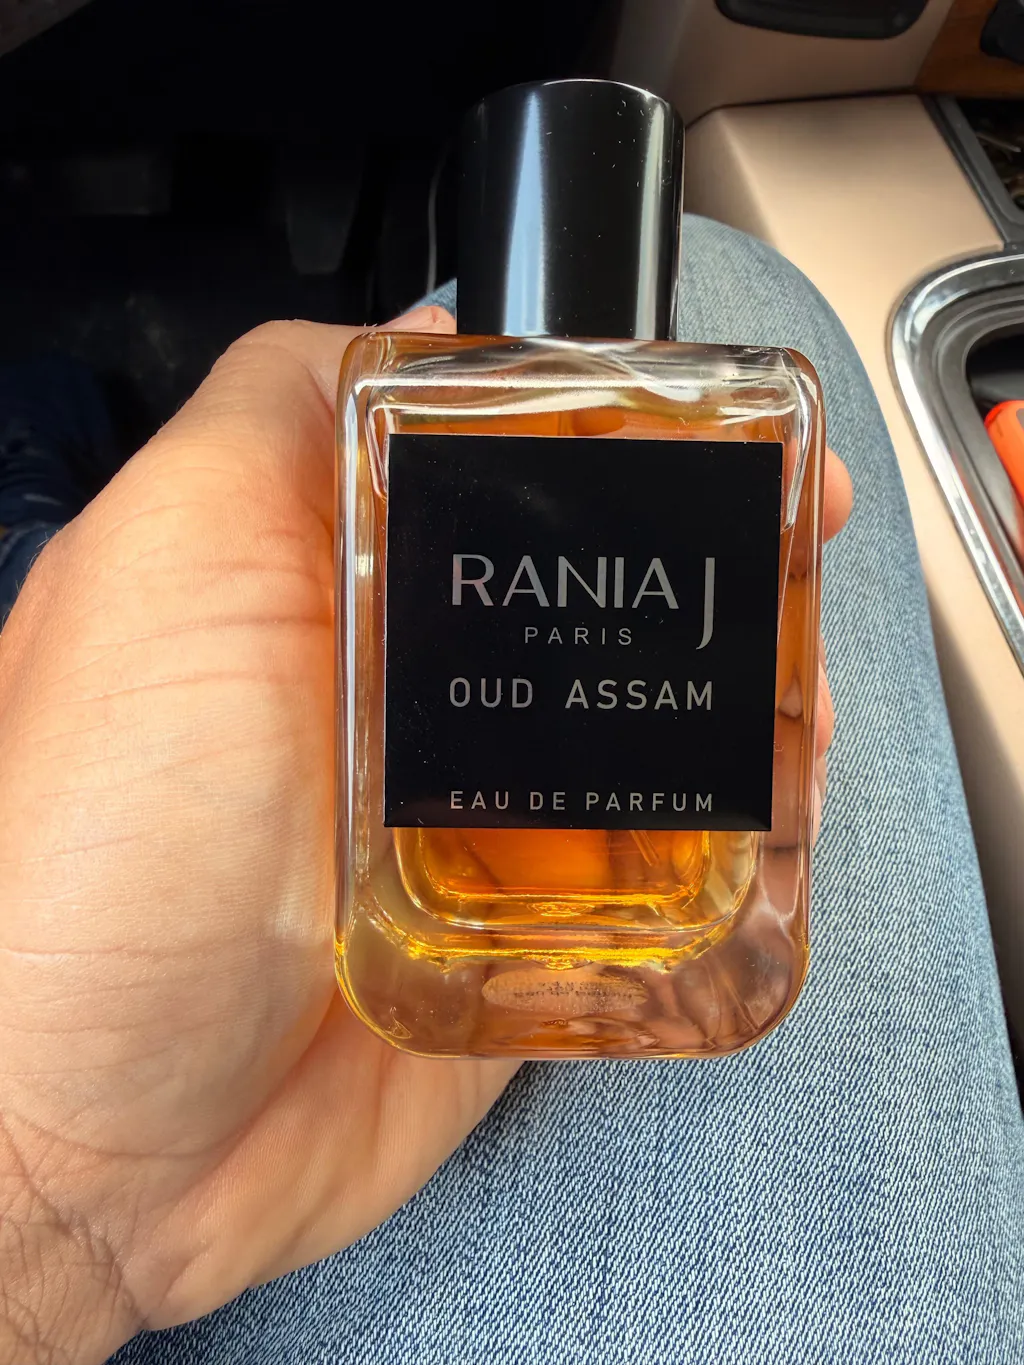 RANIA J
PARIS
OUD ASSAM
EAU DE PARFUM